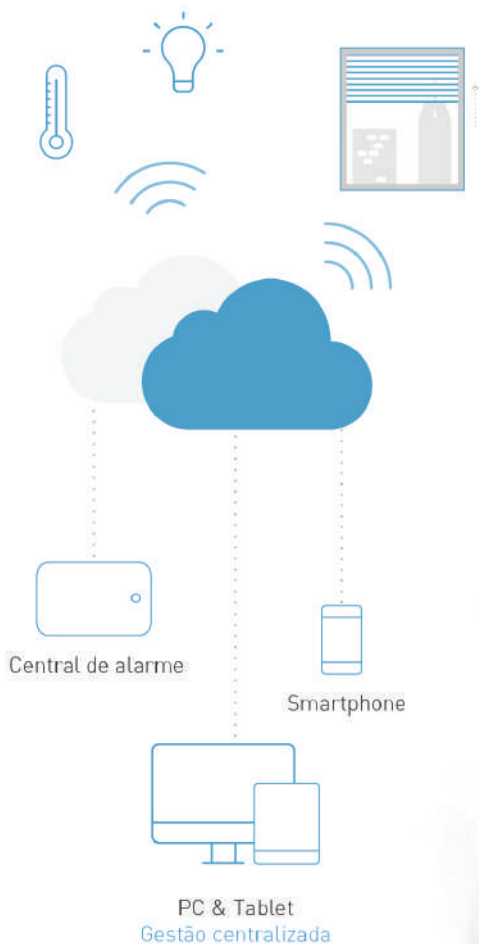 Central de alarme
Smartphone
PC & Tablet
Gestão centralizada